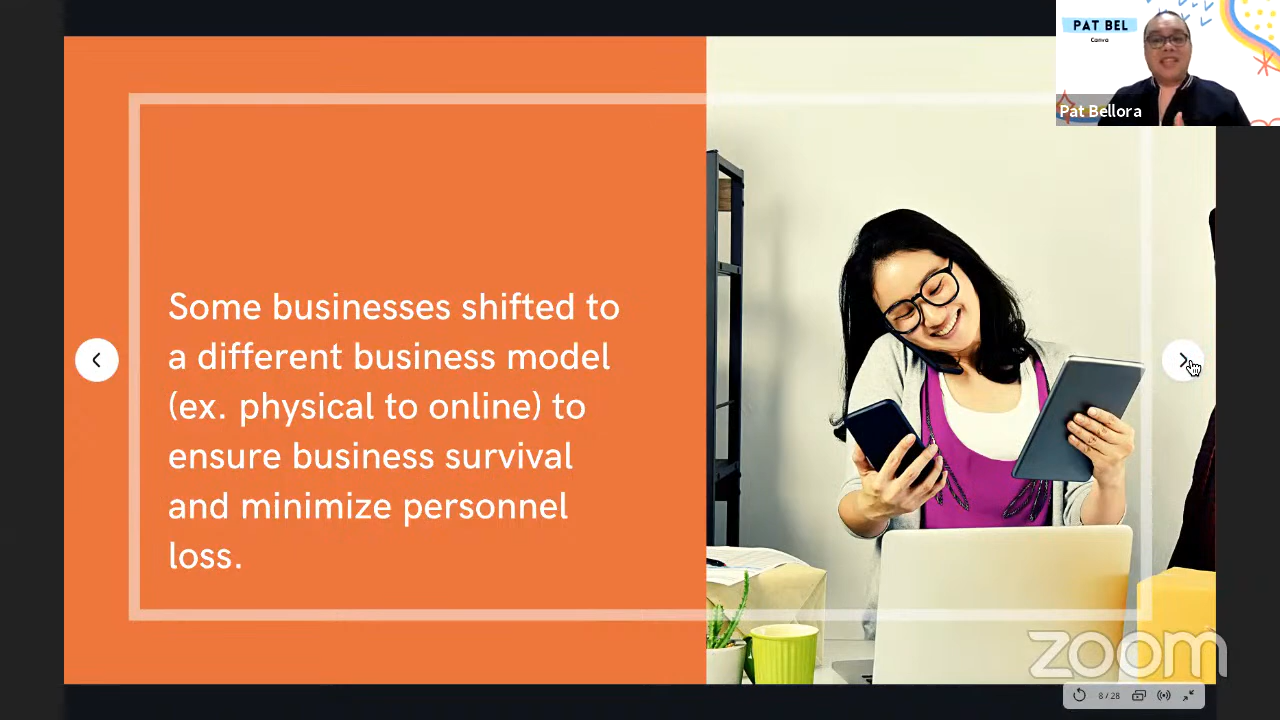 PAT BEL
Canva
Pat Bellora
Some businesses shifted to
a different business model
(ex. physical to online) to
ensure business survival
and minimize personnel
loss.
zoom
8 / 28